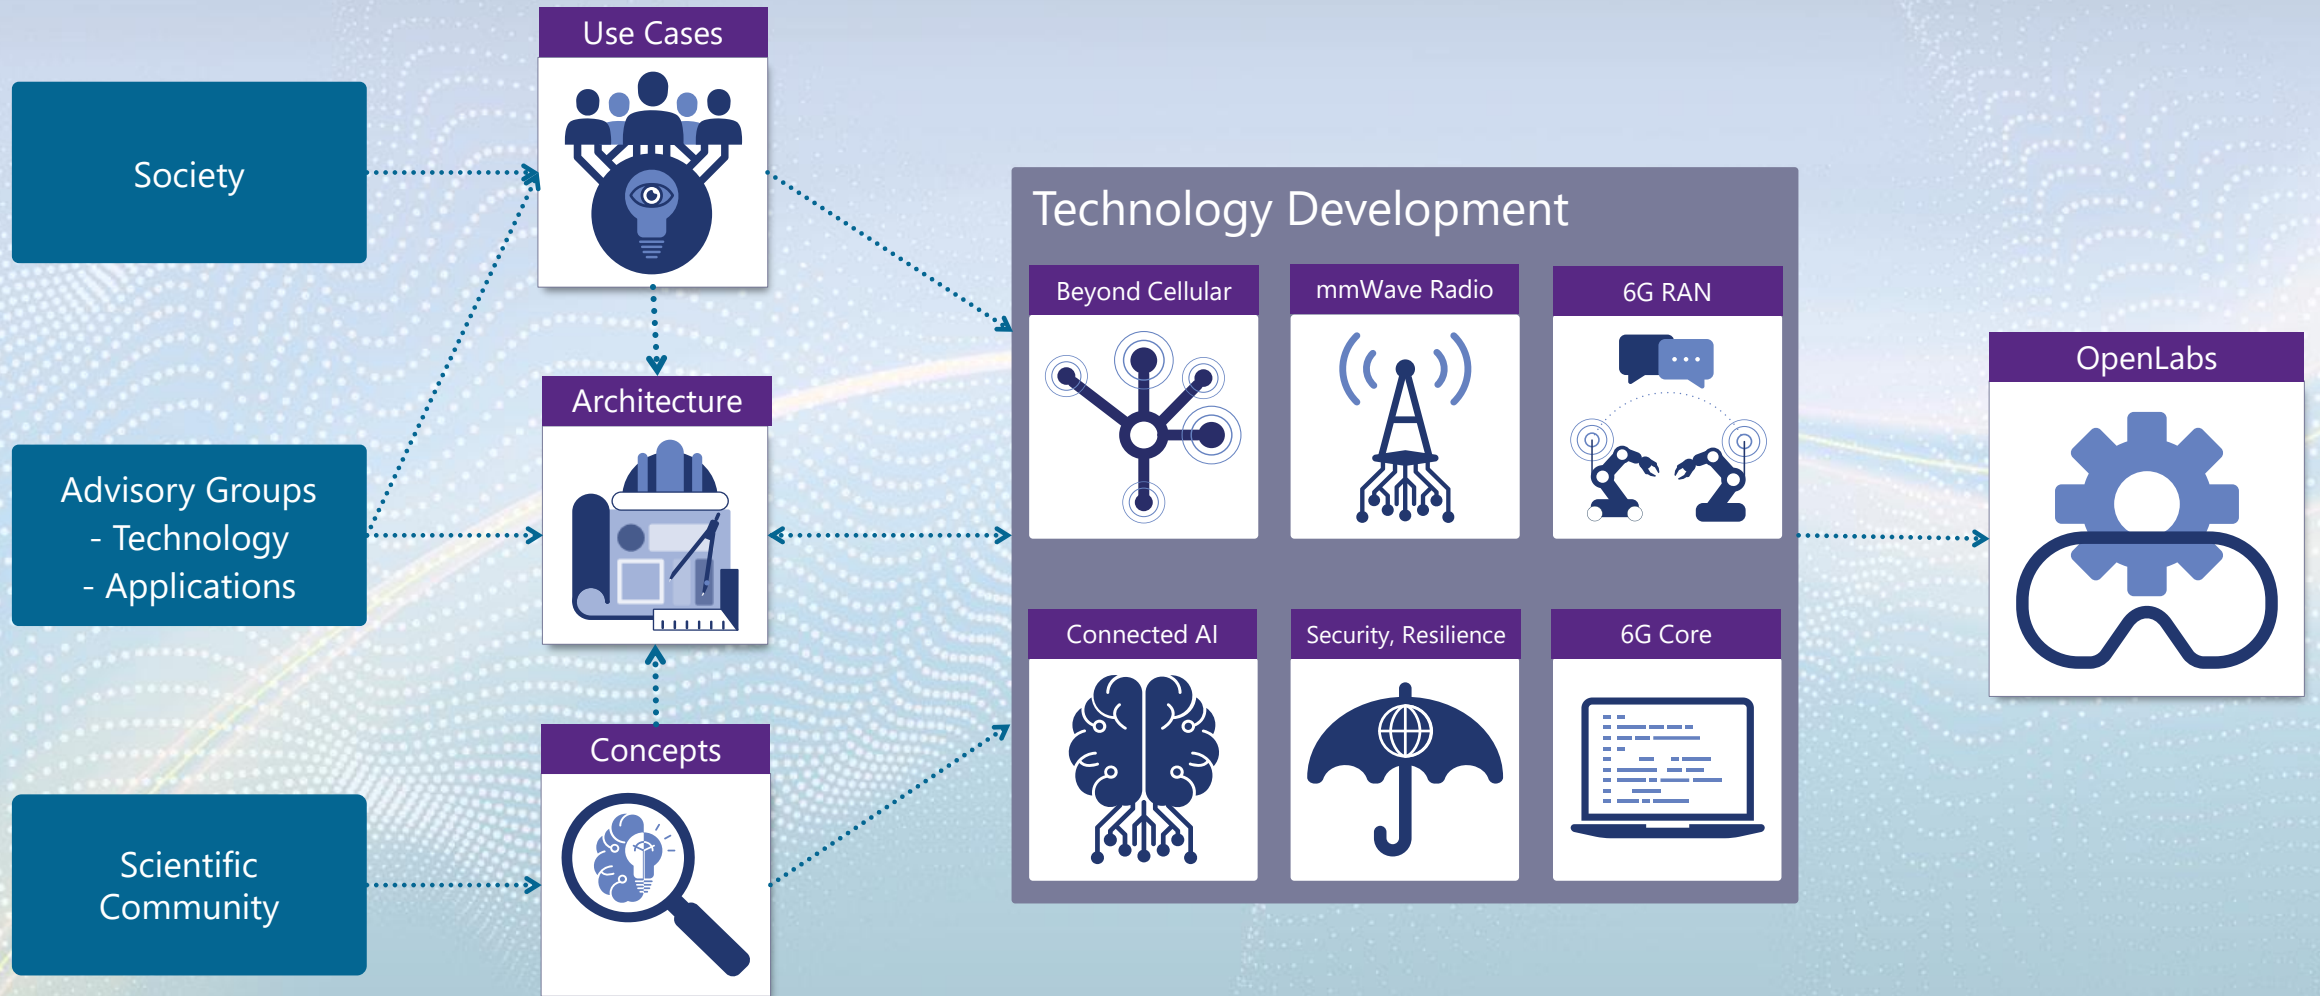 Use Cases
Society
Technology Development
Beyond Cellular
mmWave Radio
6G RAN
OpenLabs
Architecture
Advisory Groups
- Technology
- Applications
Connected AI
Security, Resilience
6G Core
Concepts
Scientific
Community